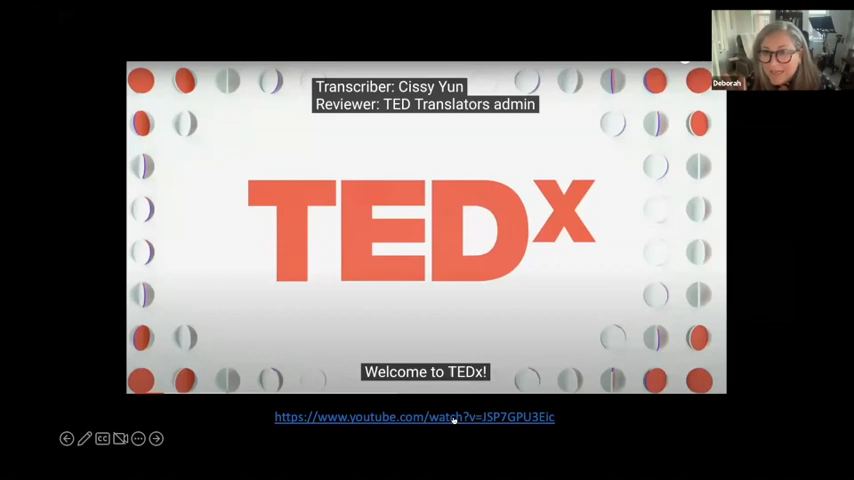 Transcriber: Cissy Yun
Reviewer: TED Translators admin
Deborah
TEDx
Welcome to TEDx!
https://www.youtube.com/watch?v=JSP7GPU3Eic